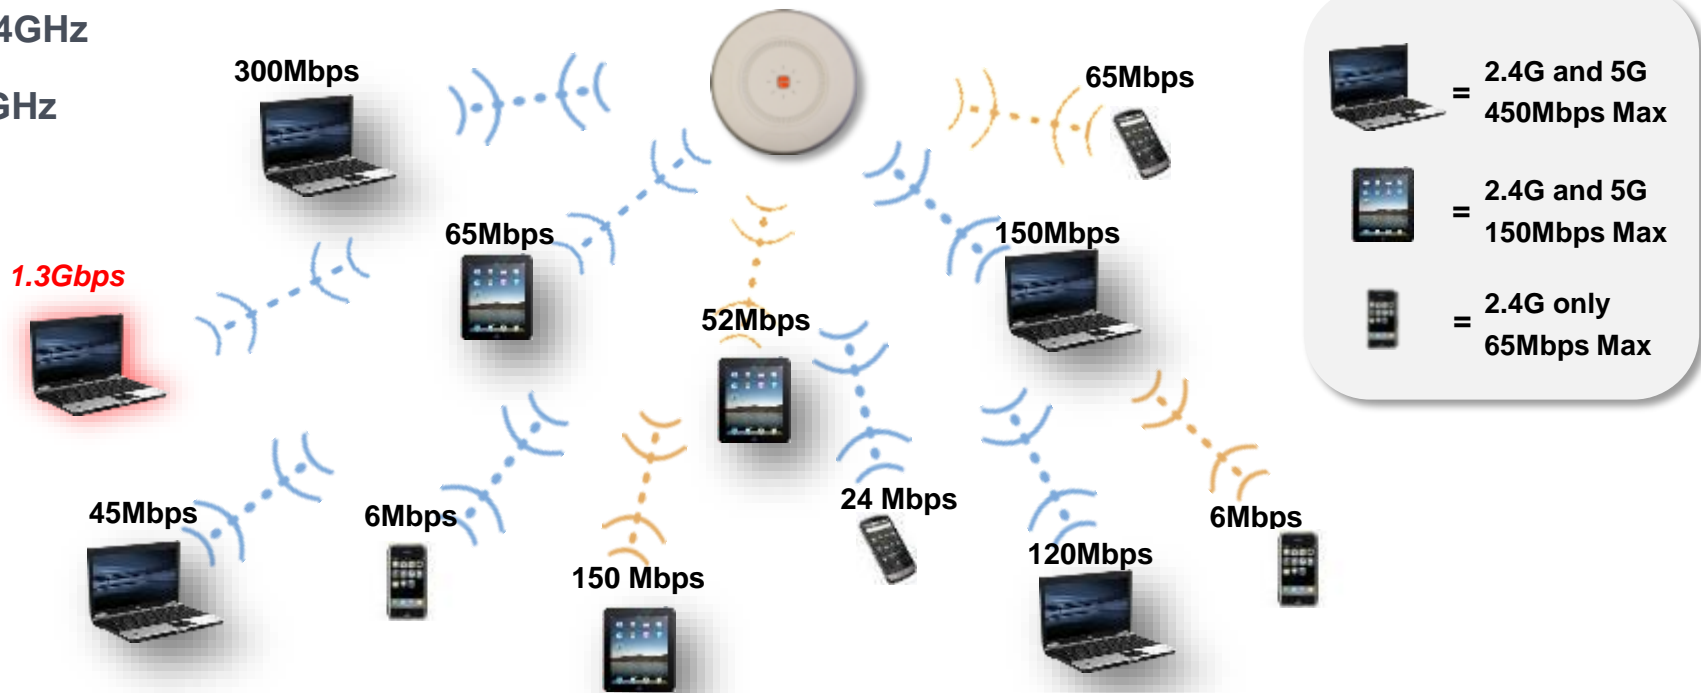 4GHz
GHz
300Mbps
65Mbps
65Mbps
150Mbps
1.3Gbps
52Mbps
45Mbps
6Mbps
150 Mbps
24 Mbps
120Mbps
6Mbps
= 2.4G and 5G
450Mbps Max
= 2.4G and 5G
150Mbps Max
= 2.4G only
65Mbps Max